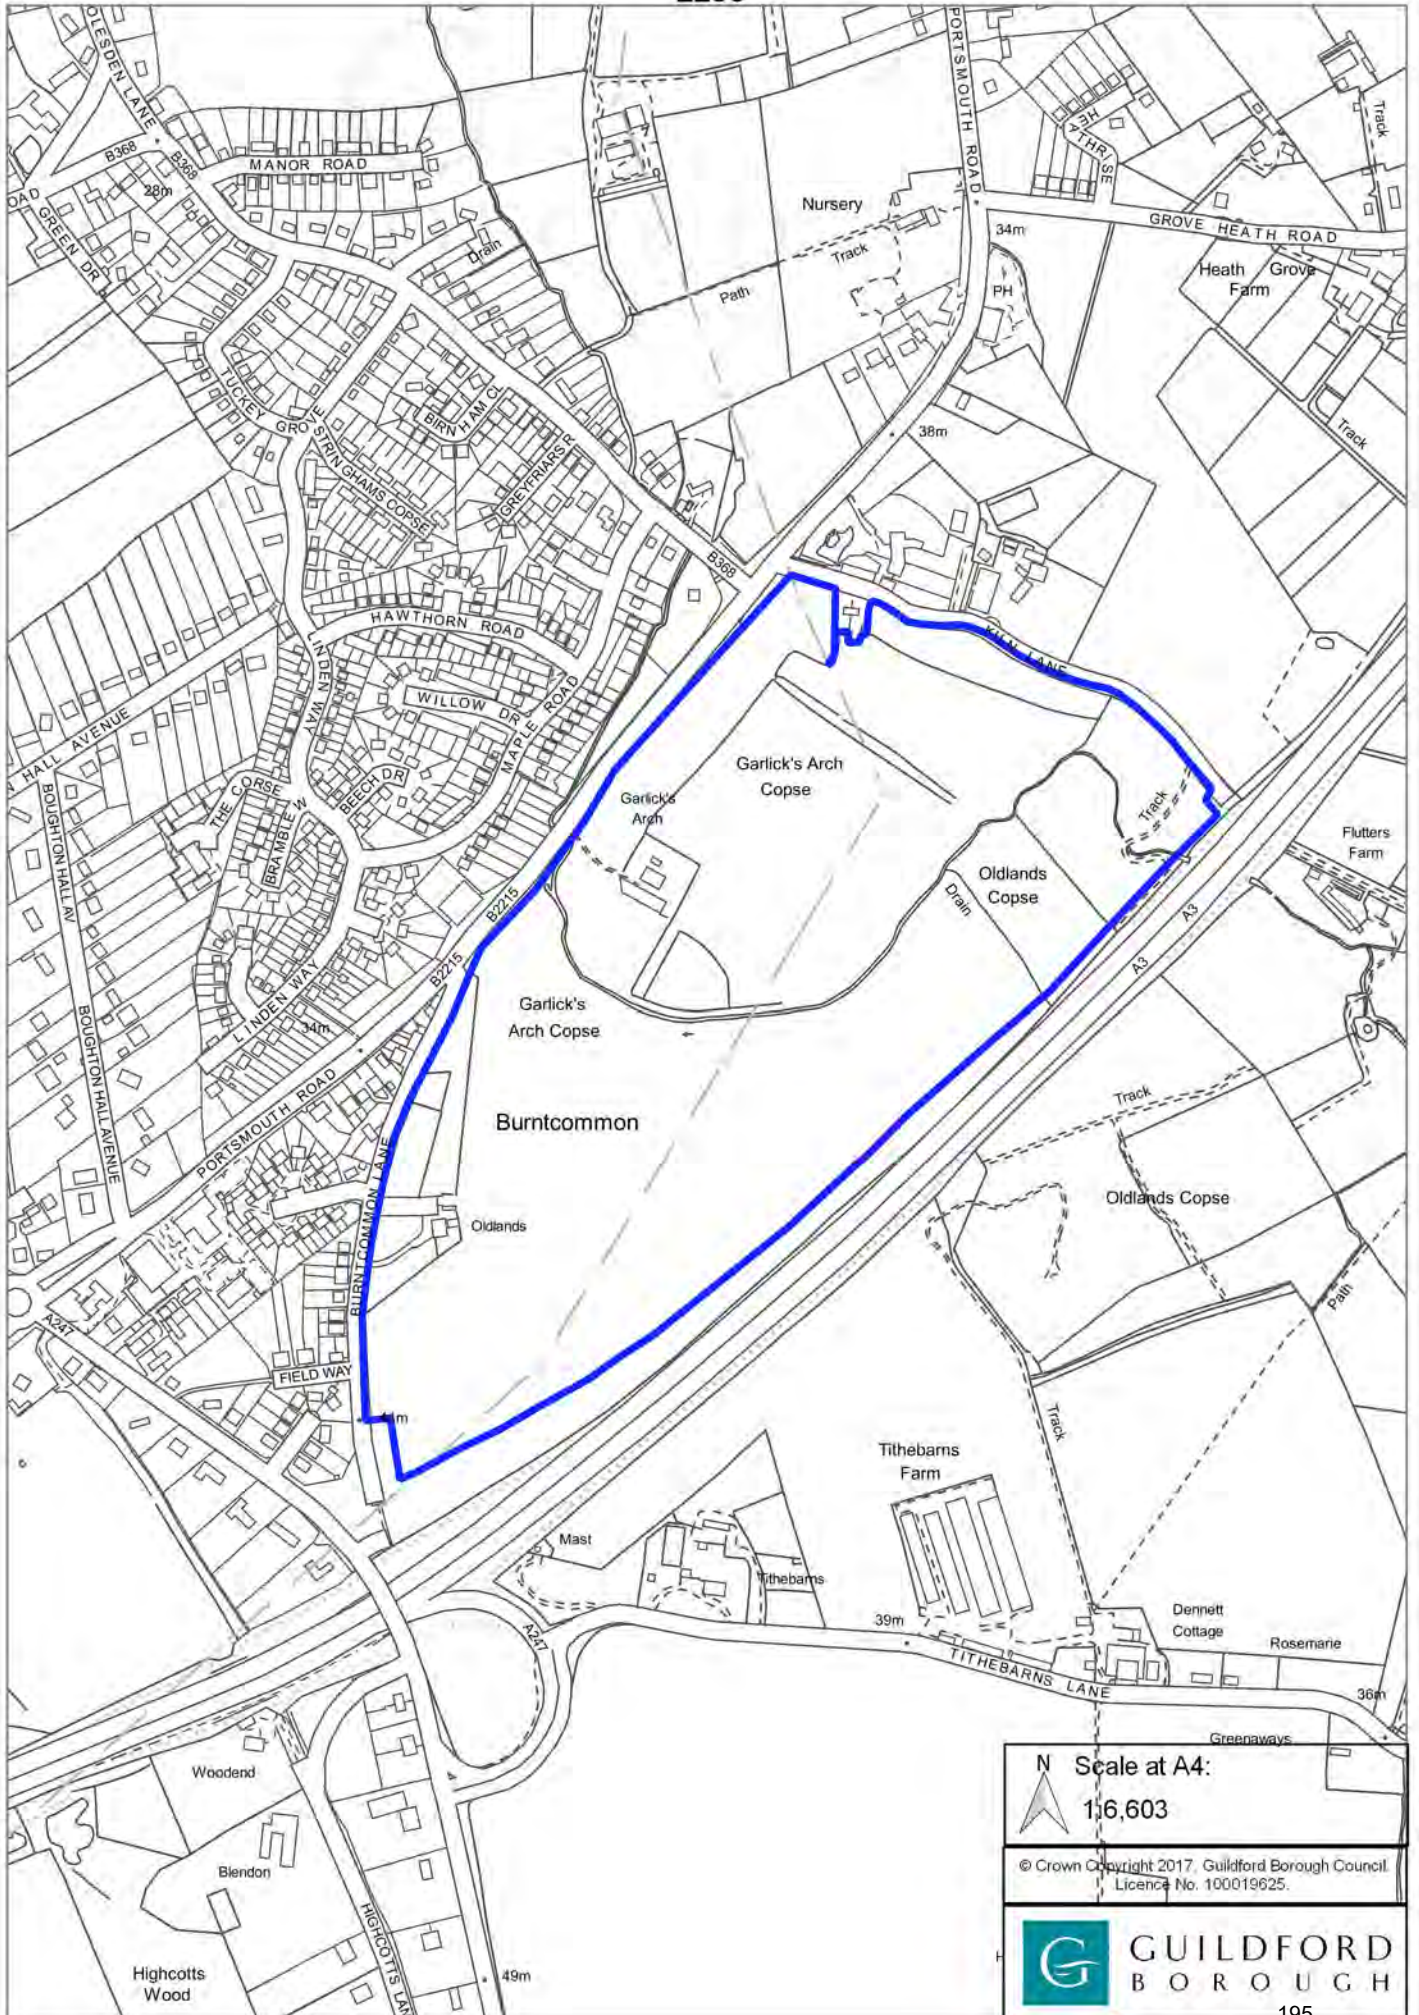 OLESDEN LANE
PORTSMOUTH ROAD
HEATHRISE
Track
B368
B368
MANOR ROAD
28m
OAD
GREEN DR
Nursery
34m
GROVE HEATH ROAD
Drain
Track
Heath Grove
Farm
Path
PH
TUCKEY GROVE
BIRNHAM CL
STRINGHAMS COPSE
GREYFRIARS R
38m
Track
B368
HAWTHORN ROAD
KILN LANE
LINDEN WA
WILLOW DR
MAPLE ROAD
HALL AVENUE
Garlick's Arch
Copse
THE CORSE
BEECH DR
BRAMBLE W
Garlick's
Arch
Track
Flutters
Farm
BOUGHTON HALL AV
Oldlands
Copse
Drain
B2215
A3
B2215
A3
LINDEN WAY
34m
Garlick's
Arch Copse
BOUGHTON HALL AVENUE
PORTSMOUTH ROAD
Track
Burntcommon
BURNTCOMMON LANE
Oldlands Copse
Oldlands
Path
A247
FIELD WAY
41m
Track
Tithebarns
Farm
Mast
Tithebarns
A247
39m
Dennett
Cottage
Rosemarie
TITHEBARNS LANE
36m
Greenaways
Woodend
Blendon
HIGHCOTTS LAN
Highcotts
Wood
49m
N
Scale at A4:
1:6,603
© Crown Copyright 2017. Guildford Borough Council.
Licence No. 100019625.
G
GUILDFORD
BOROUGH
195